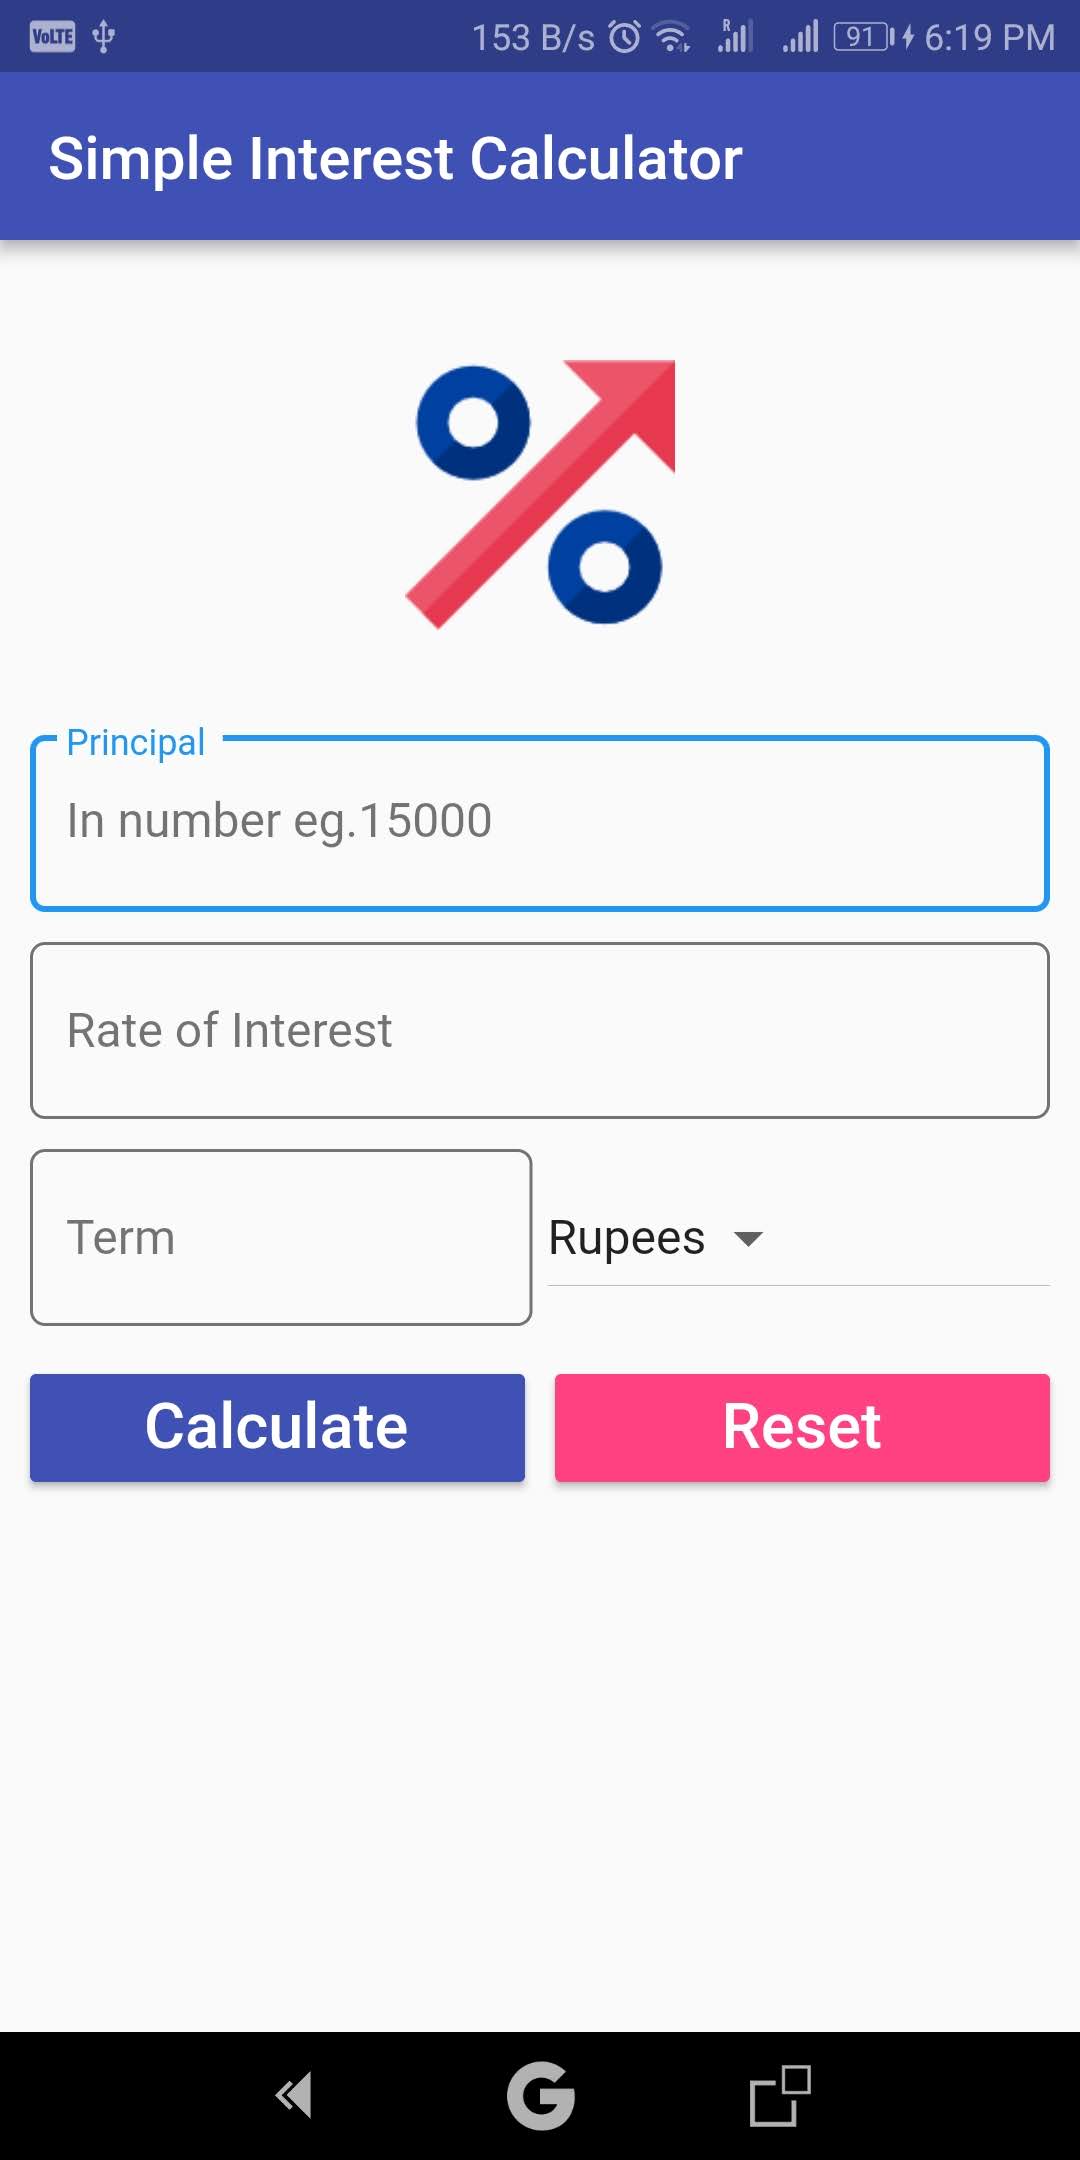 VoLTE 153 B/s R 91 6:19 PM
Simple Interest Calculator
Principal
In number eg.15000
Rate of Interest
Term
Rupees
Calculate
Reset